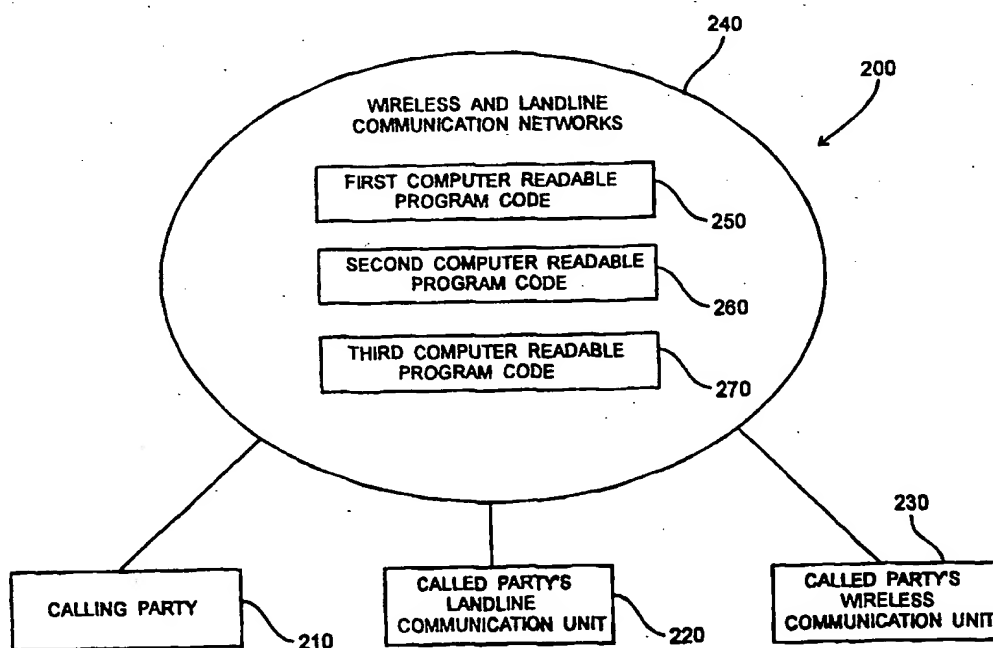 240
200
WIRELESS AND LANDLINE
COMMUNICATION NETWORKS
FIRST COMPUTER READABLE
PROGRAM CODE
250
SECOND COMPUTER READABLE
PROGRAM CODE
260
THIRD COMPUTER READABLE
PROGRAM CODE
270
230
CALLING PARTY
210
CALLED PARTY'S
LANDLINE
COMMUNICATION UNIT
220
CALLED PARTY'S
WIRELESS
COMMUNICATION UNIT